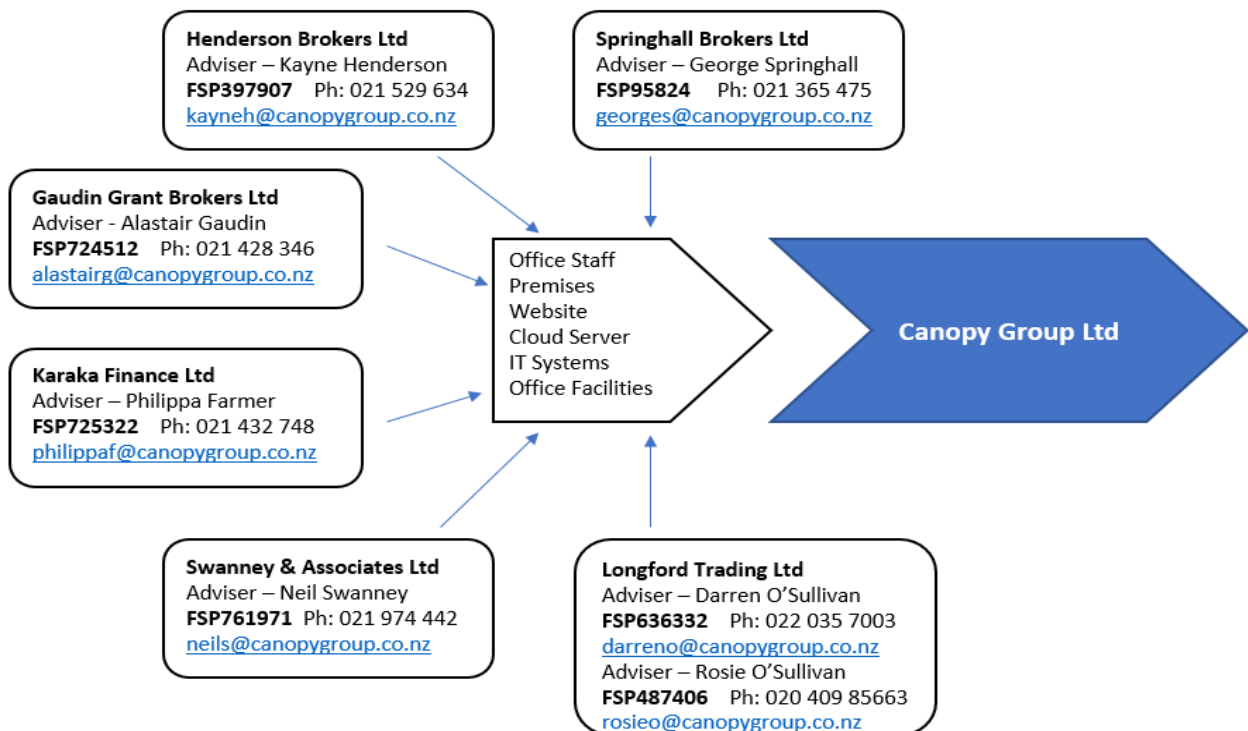 Henderson Brokers Ltd
Adviser – Kayne Henderson
FSP397907 Ph: 021 529 634
kayneh@canopygroup.co.nz
Springhall Brokers Ltd
Adviser – George Springhall
FSP95824 Ph: 021 365 475
georges@canopygroup.co.nz
Gaudin Grant Brokers Ltd
Adviser - Alastair Gaudin
FSP724512 Ph: 021 428 346
alastairg@canopygroup.co.nz
Office Staff
Premises
Website
Cloud Server
IT Systems
Office Facilities
Canopy Group Ltd
Karaka Finance Ltd
Adviser – Philippa Farmer
FSP725322 Ph: 021 432 748
philippaf@canopygroup.co.nz
Swanney & Associates Ltd
Adviser – Neil Swanney
FSP761971 Ph: 021 974 442
neils@canopygroup.co.nz
Longford Trading Ltd
Adviser – Darren O’Sullivan
FSP636332 Ph: 022 035 7003
darreno@canopygroup.co.nz
Adviser – Rosie O’Sullivan
FSP487406 Ph: 020 409 85663
rosieo@canopygroup.co.nz